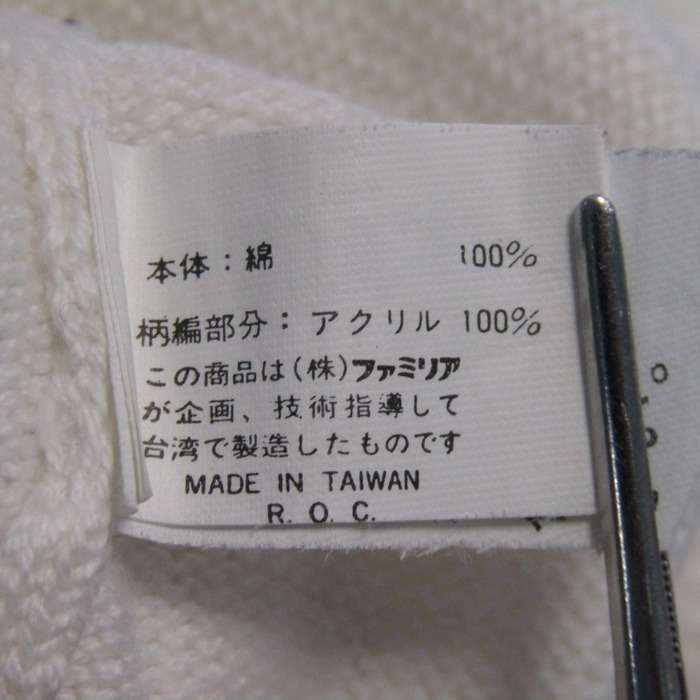 本体：綿 100%
柄編部分：アクリル 100%
この商品は(株)ファミリア
が企画、技術指導して
台湾で製造したものです
MADE IN TAIWAN
R. O. C.